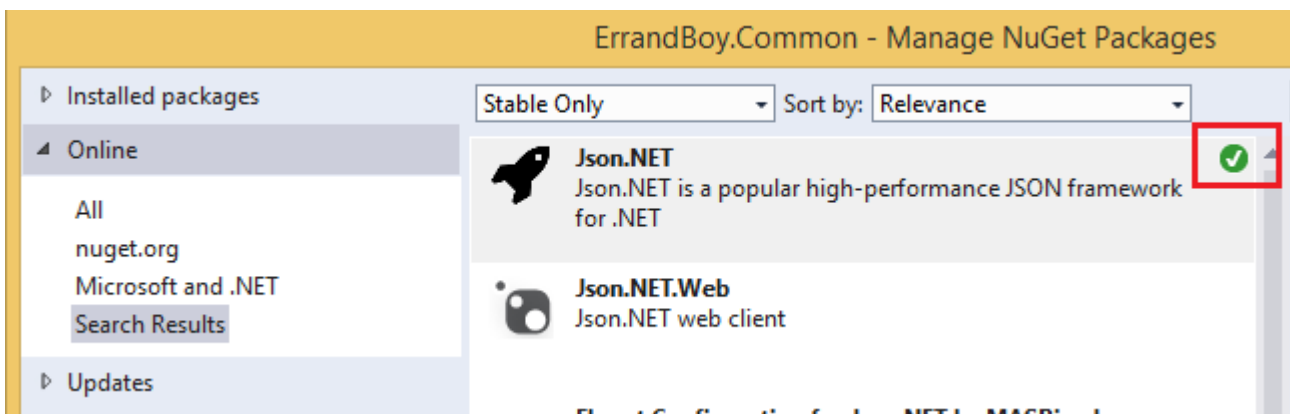 ErrandBoy.Common - Manage NuGet Packages
Installed packages
Online
All
nuget.org
Microsoft and .NET
Search Results
Updates
Stable Only Sort by: Relevance
Json.NET
Json.NET is a popular high-performance JSON framework
for .NET
Json.NET.Web
Json.NET web client